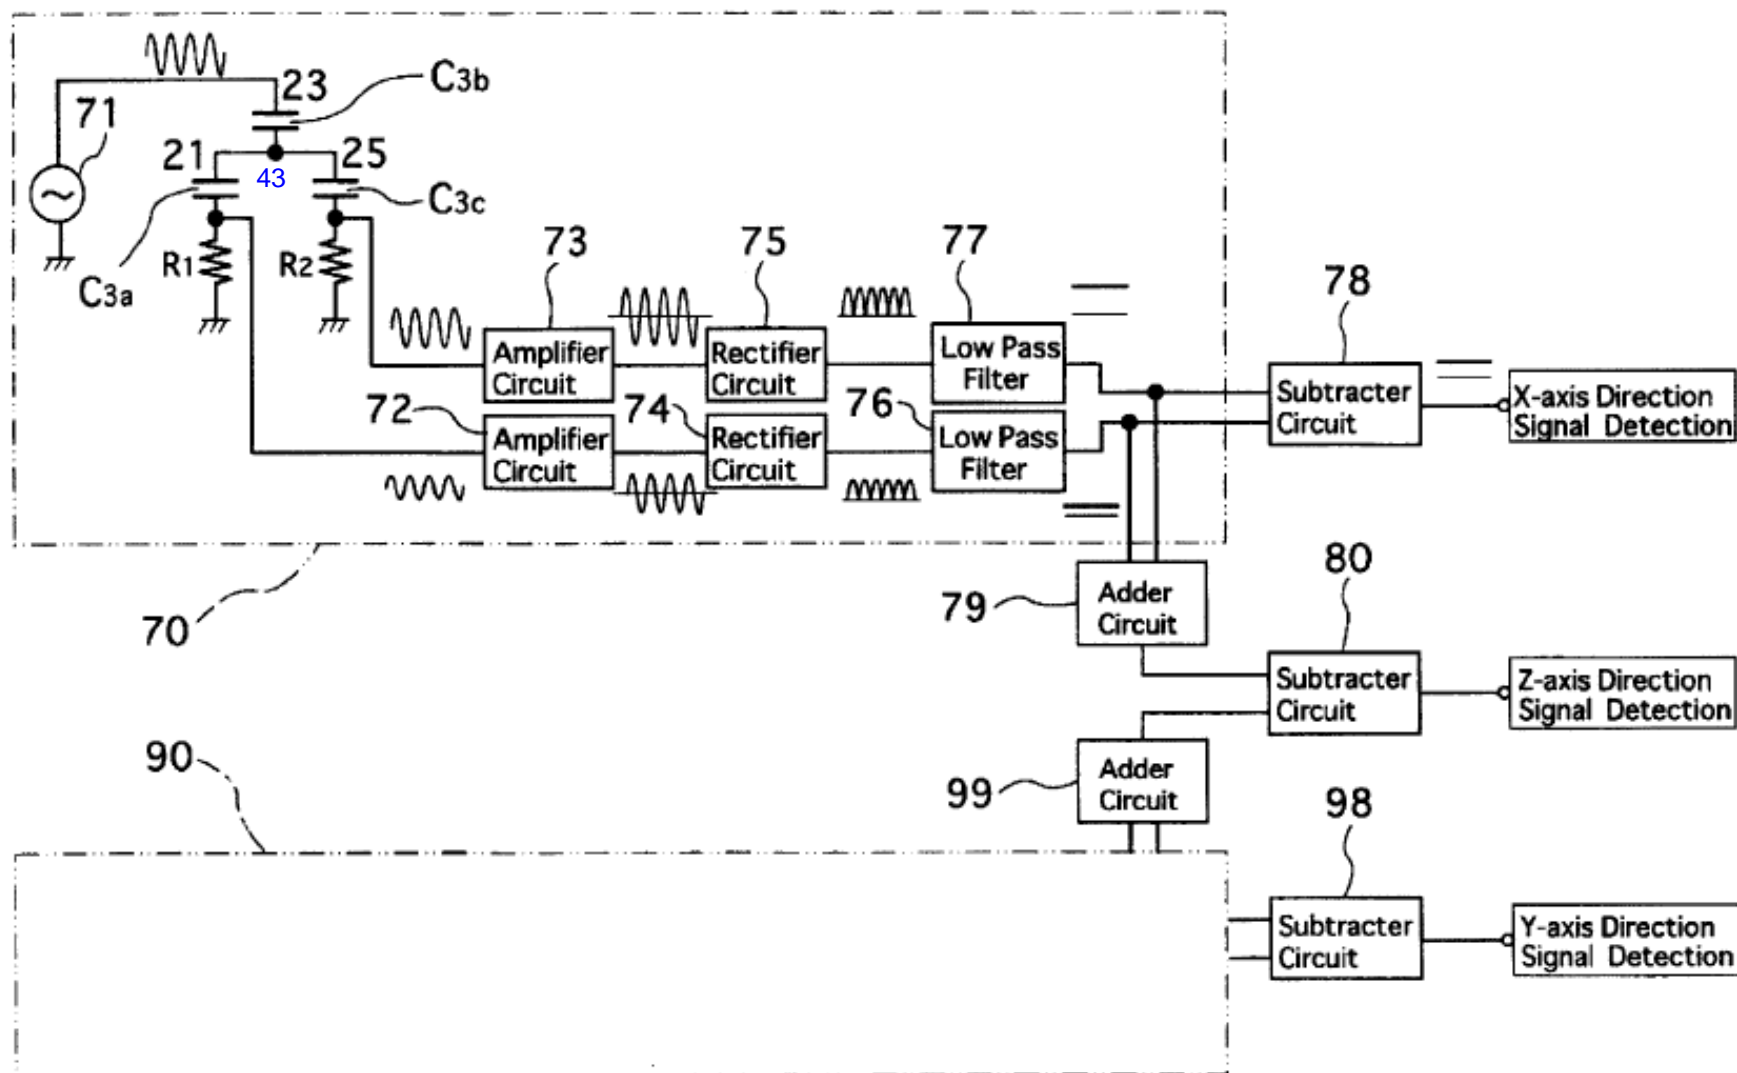 23
C3b
71
21
25
43
C3c
R1
R2
C3a
73
75
77
78
Amplifier
Circuit
Rectifier
Circuit
Low Pass
Filter
Subtracter
Circuit
X-axis Direction
Signal Detection
72
74
76
Amplifier
Circuit
Rectifier
Circuit
Low Pass
Filter
70
79
Adder
Circuit
80
Subtracter
Circuit
Z-axis Direction
Signal Detection
90
99
Adder
Circuit
98
Subtracter
Circuit
Y-axis Direction
Signal Detection